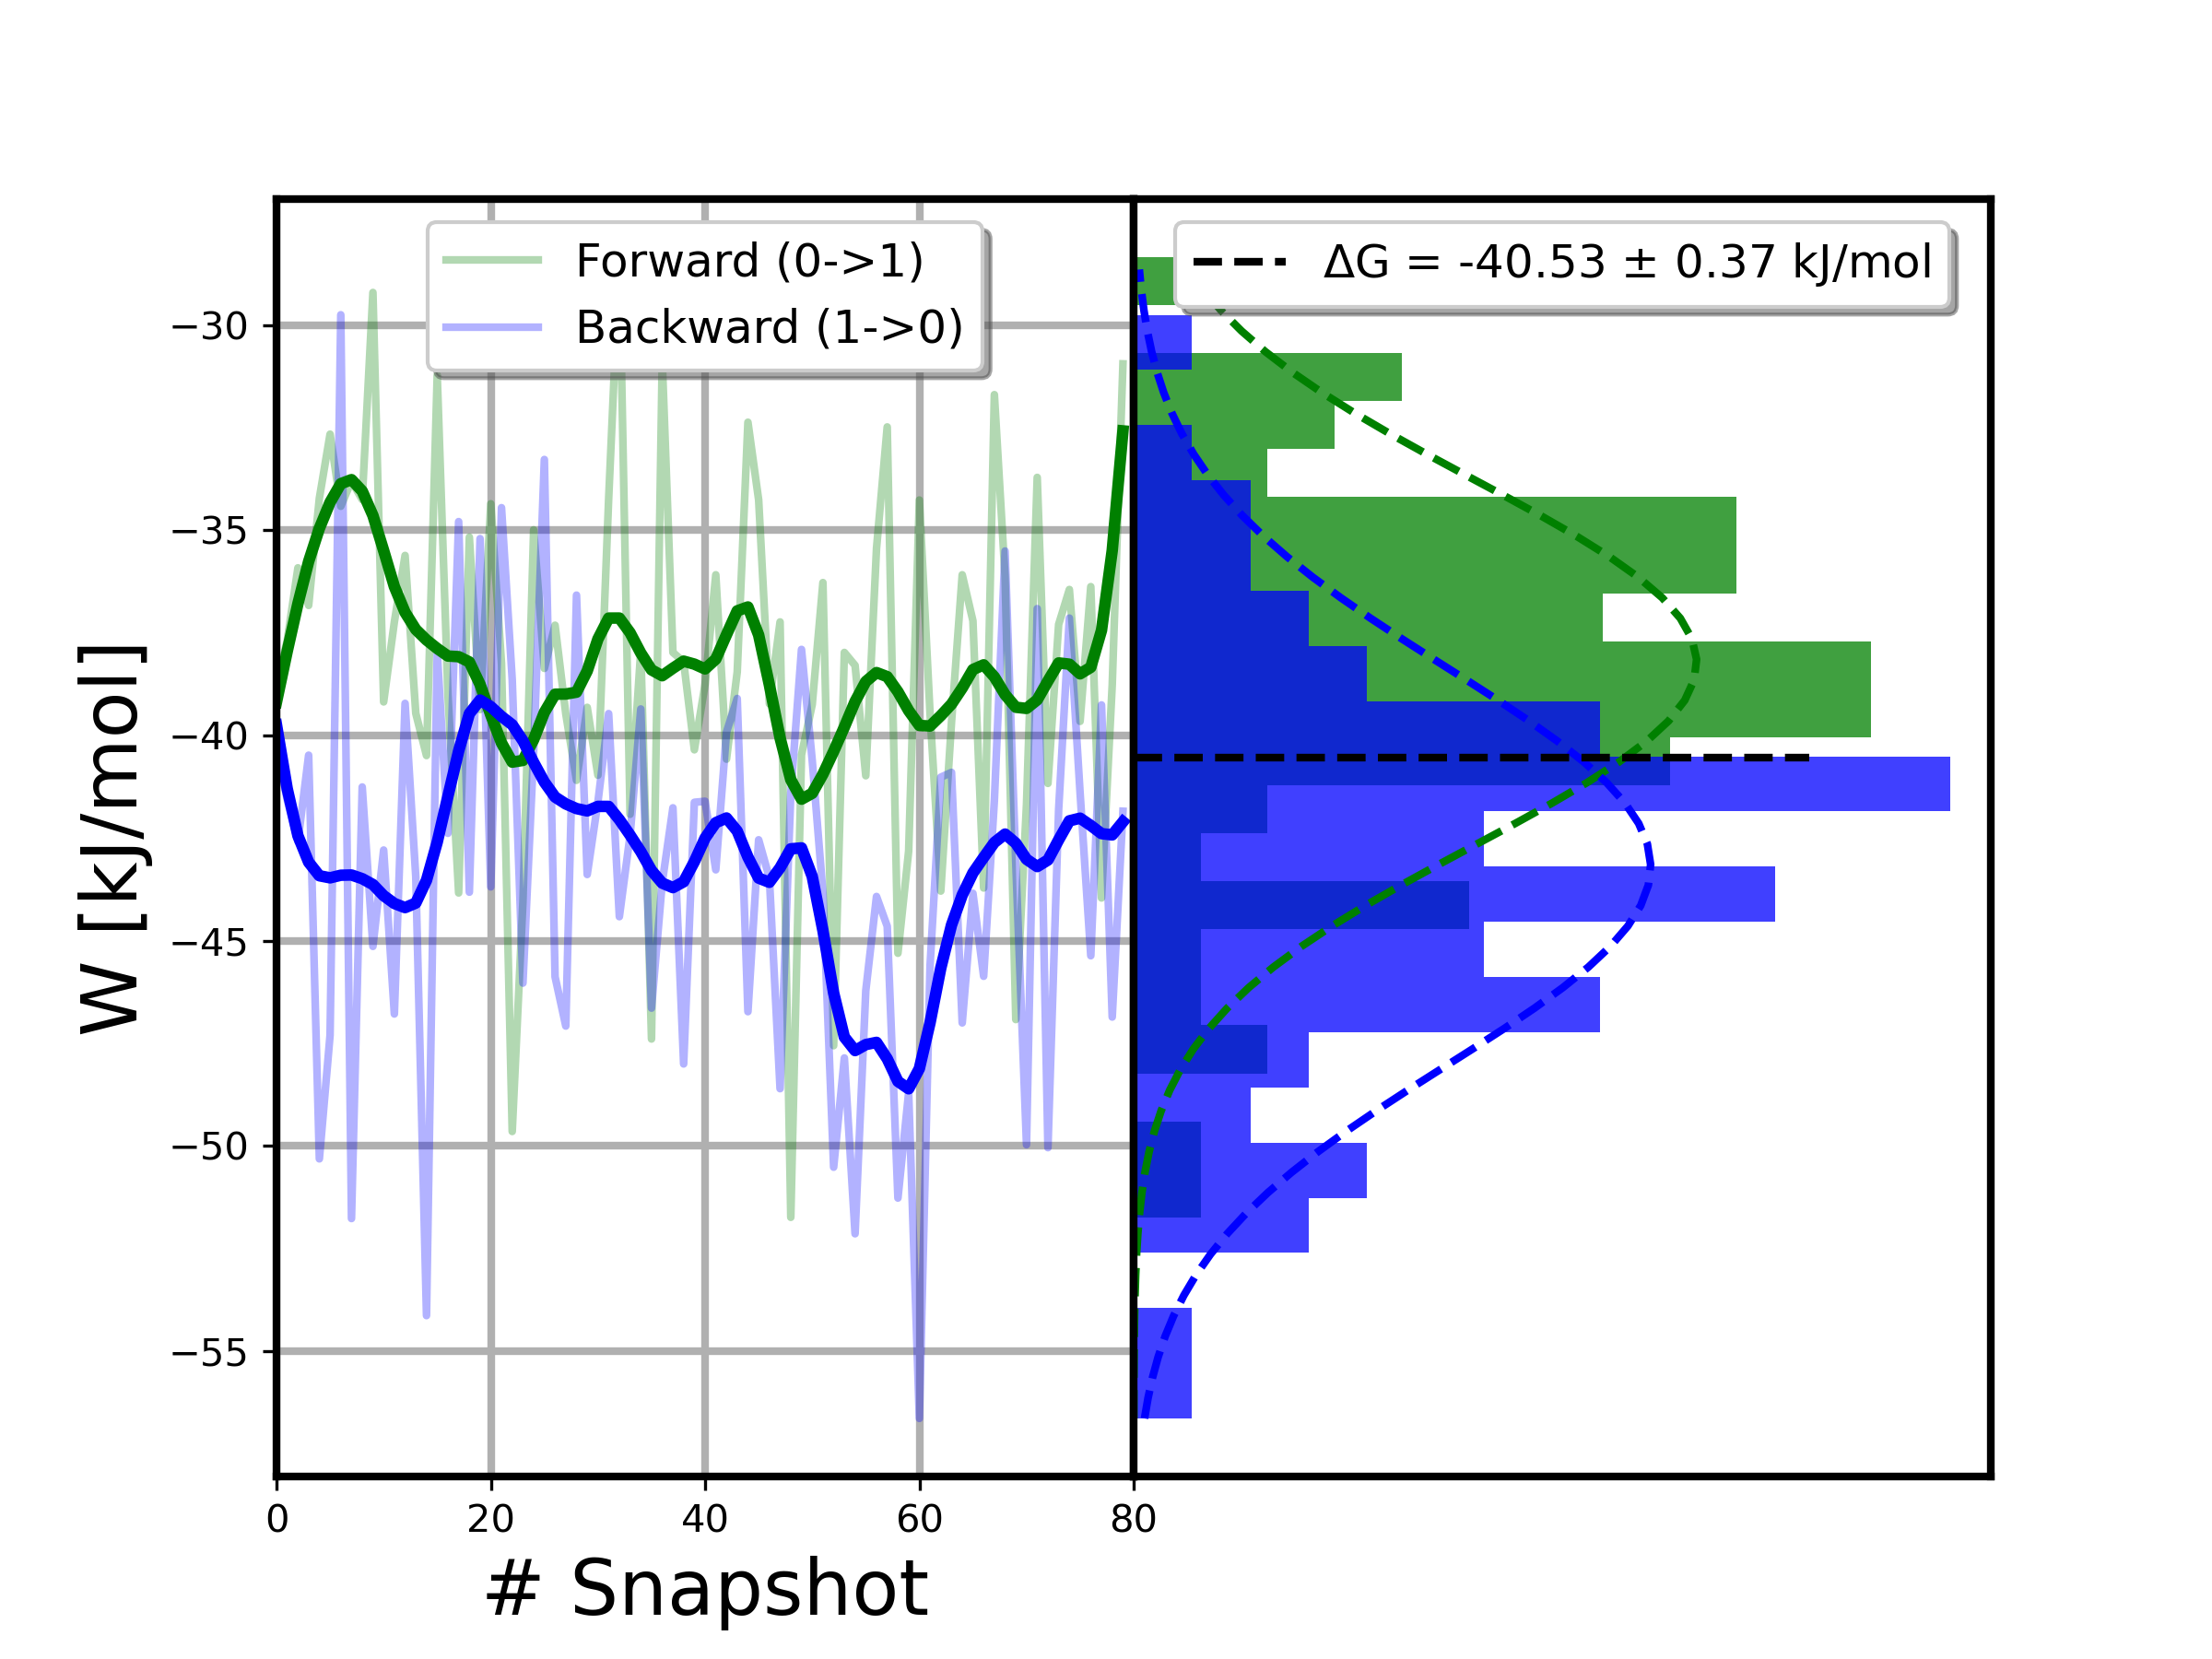 Forward (0->1)
Backward (1->0)
ΔG = -40.53 ± 0.37 kJ/mol
W [kJ/mol]
−30
−35
−40
−45
−50
−55
0 20 40 60 80
# Snapshot